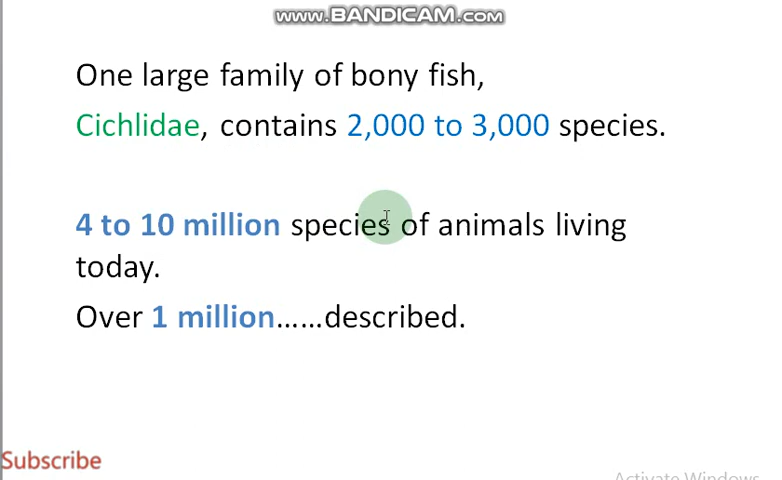 www.BANDICAM.com
One large family of bony fish,
Cichlidae, contains 2,000 to 3,000 species.
4 to 10 million species of animals living
today.
Over 1 million……described.
Subscribe
Activate Windows